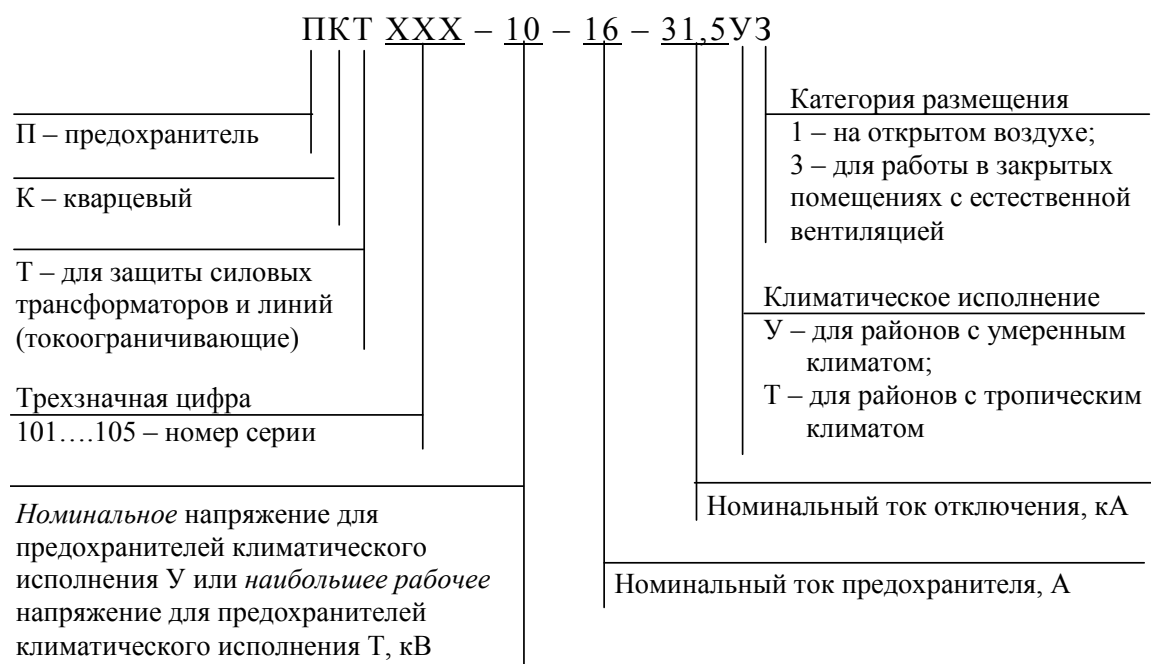 ПКТ ХХХ – 10 – 16 – 31,5УЗ
П – предохранитель
К – кварцевый
Т – для защиты силовых
трансформаторов и линий
(токоограничивающие)
Трехзначная цифра
101….105 – номер серии
Номинальное напряжение для
предохранителей климатического
исполнения У или наибольшее рабочее
напряжение для предохранителей
климатического исполнения Т, кВ
Категория размещения
1 – на открытом воздухе;
3 – для работы в закрытых
помещениях с естественной
вентиляцией
Климатическое исполнение
У – для районов с умеренным
климатом;
Т – для районов с тропическим
климатом
Номинальный ток отключения, кА
Номинальный ток предохранителя, А